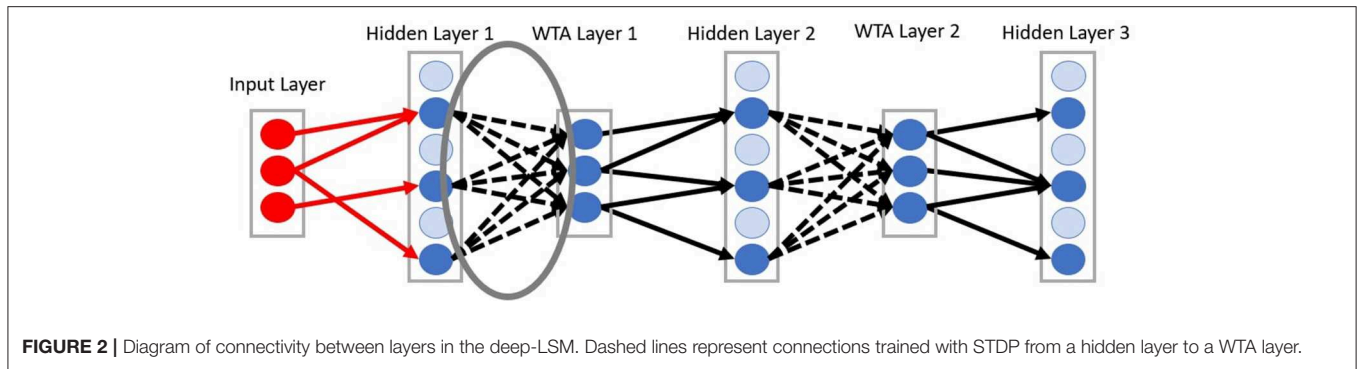 Hidden Layer 1 WTA Layer 1 Hidden Layer 2 WTA Layer 2 Hidden Layer 3
Input Layer
FIGURE 2 | Diagram of connectivity between layers in the deep-LSM. Dashed lines represent connections trained with STDP from a hidden layer to a WTA layer.